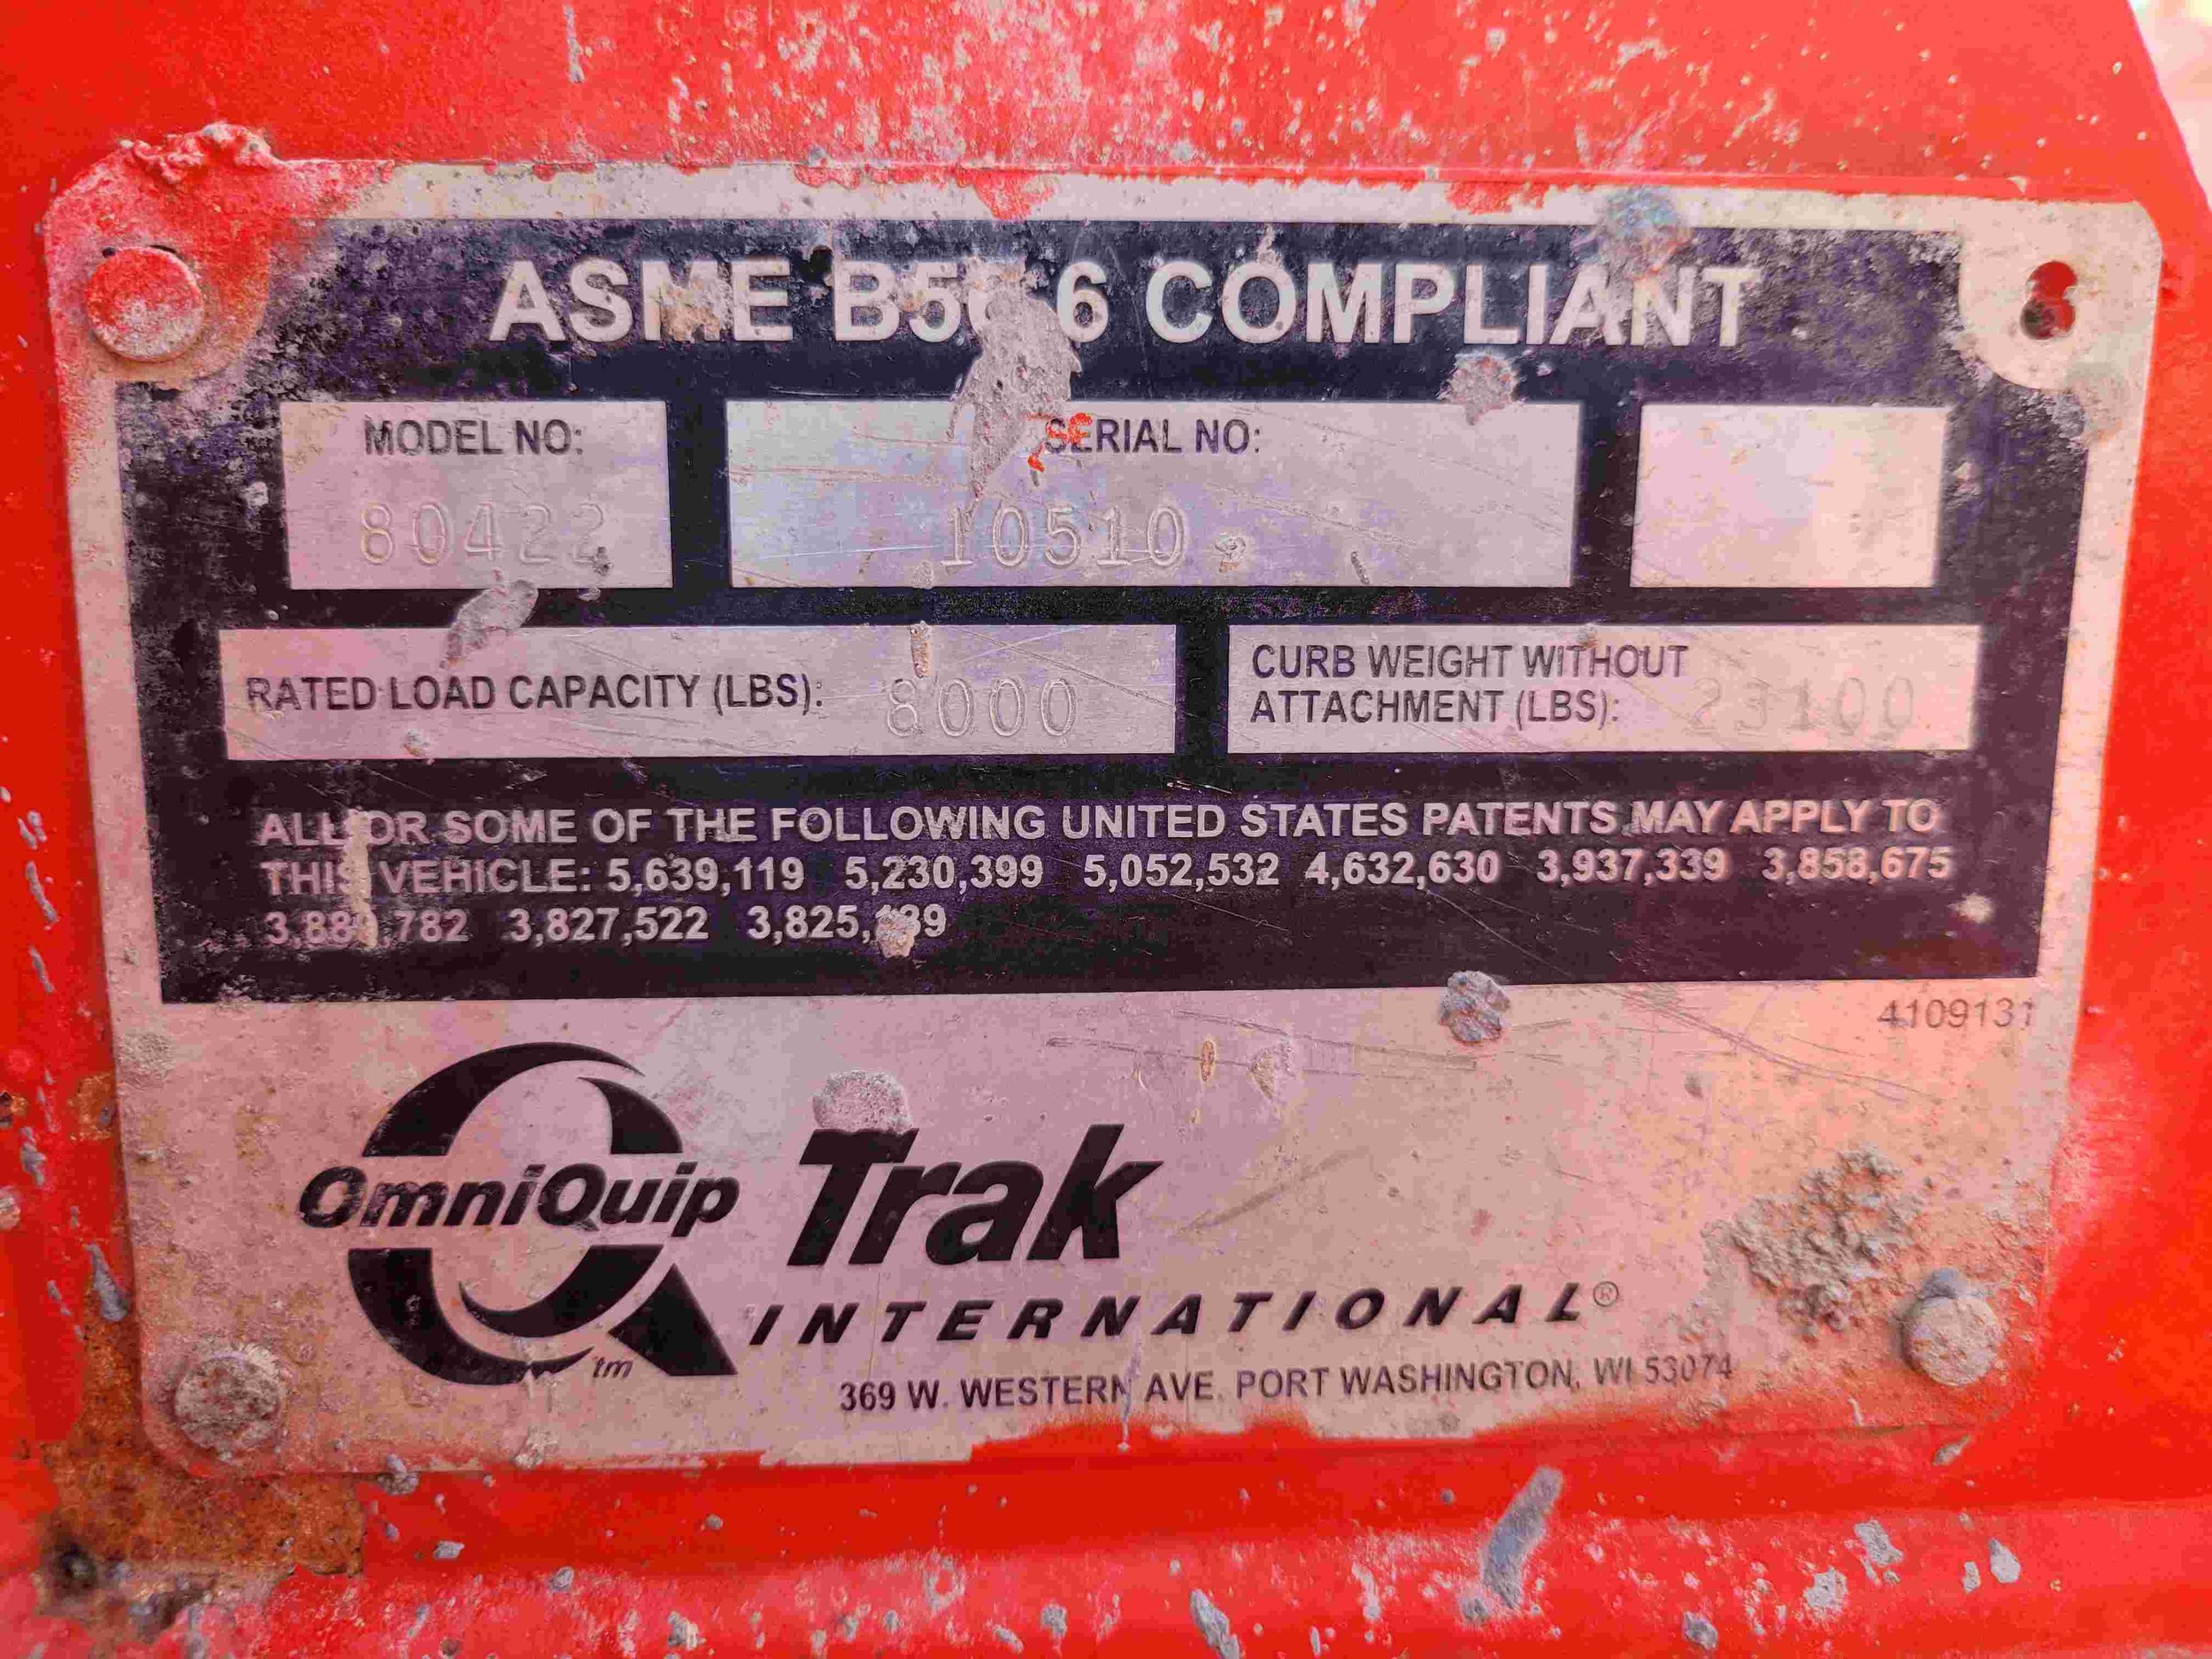 ASME B56.6 COMPLIANT
MODEL NO: SERIAL NO:
80422 10510
RATED LOAD CAPACITY (LBS): 8000
CURB WEIGHT WITHOUT
ATTACHMENT (LBS): 23100
ALL OR SOME OF THE FOLLOWING UNITED STATES PATENTS MAY APPLY TO
THIS VEHICLE: 5,639,119 5,230,399 5,052,532 4,632,630 3,937,339 3,858,675
3,827,522
4109131
OmniQuip tm
Trak
INTERNATIONAL®
369 W. WESTERN AVE. PORT WASHINGTON, WI 53074